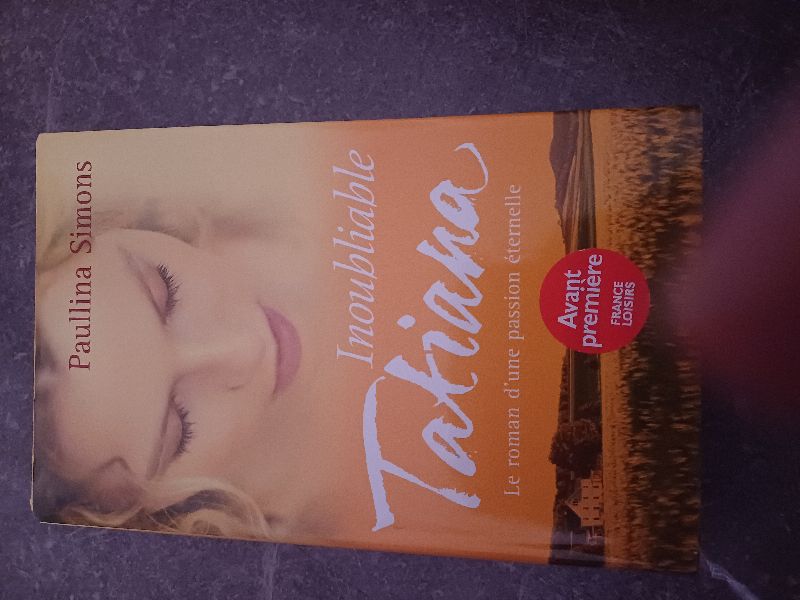 Paullina Simons
Inoubliable
Tatiana
Le roman d'une passion éternelle
Avant
première
FRANCE
LOISIRS